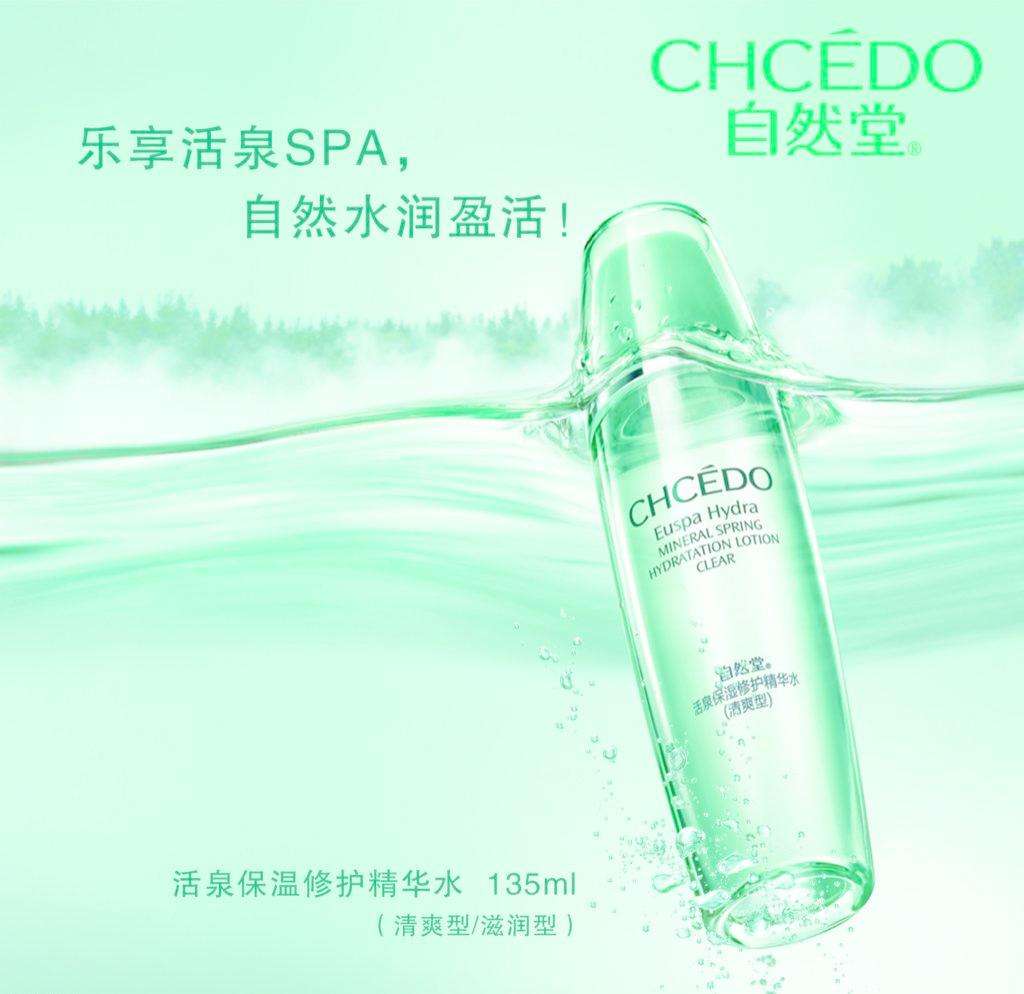 CHCÉDO
自然堂®
乐享活泉SPA，
自然水润盈活！
CHCÉDO
Euspa Hydra
MINERAL SPRING
HYDRATATION LOTION
CLEAR
自然堂®
活泉保湿修护精华水
(清爽型)
活泉保温修护精华水 135ml
（清爽型/滋润型）